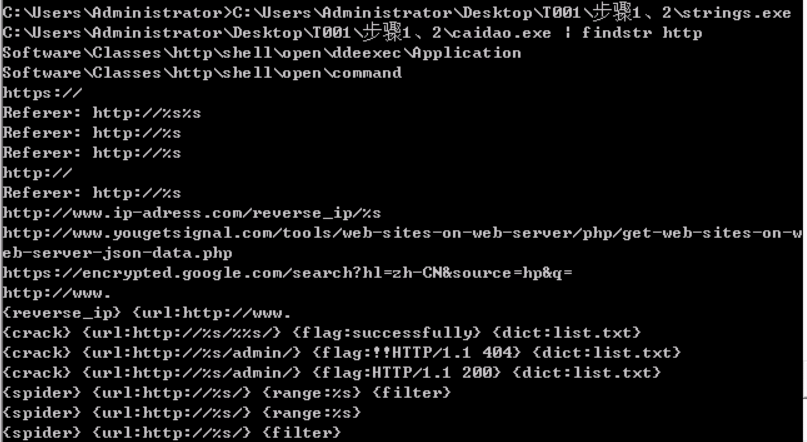 C:\Users\Administrator>C:\Users\Administrator\Desktop\T001\步骤1、2\strings.exe
C:\Users\Administrator\Desktop\T001\步骤1、2\caidao.exe | findstr http
Software\Classes\http\shell\open\ddeexec\Application
Software\Classes\http\shell\open\command
https://
Referer: http://%s%s
Referer: http://%s
Referer: http://%s
http://
Referer: http://%s
http://www.ip-adress.com/reverse_ip/%s
http://www.yougetsignal.com/tools/web-sites-on-web-server/php/get-web-sites-on-w
eb-server-json-data.php
https://encrypted.google.com/search?hl=zh-CN&source=hp&q=
http://www.
{reverse_ip} {url:http://www.
{crack} {url:http://%s/%%s/} {flag:successfully} {dict:list.txt}
{crack} {url:http://%s/admin/} {flag:!!HTTP/1.1 404} {dict:list.txt}
{crack} {url:http://%s/admin/} {flag:HTTP/1.1 200} {dict:list.txt}
{spider} {url:http://%s/} {range:%s} {filter}
{spider} {url:http://%s/} {range:%s}
{spider} {url:http://%s/} {filter}